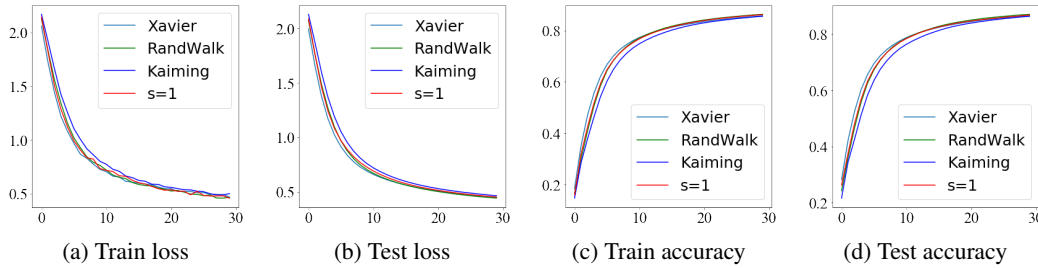 2.0
1.5
1.0
0.5
0
10
20
30
Xavier
RandWalk
Kaiming
s=1
(a) Train loss
2.0
1.5
1.0
0.5
0
10
20
30
Xavier
RandWalk
Kaiming
s=1
(b) Test loss
0.8
0.6
0.4
0.2
0
10
20
30
Xavier
RandWalk
Kaiming
s=1
(c) Train accuracy
0.8
0.6
0.4
0.2
0
10
20
30
Xavier
RandWalk
Kaiming
s=1
(d) Test accuracy